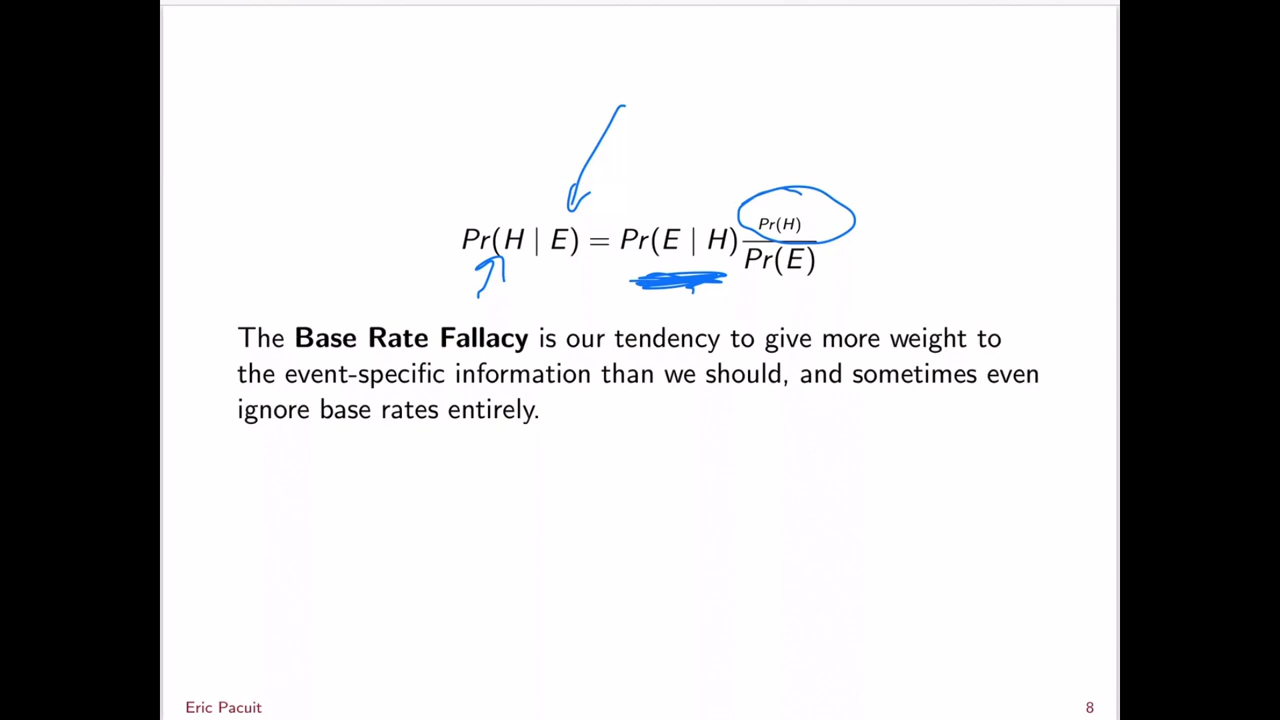 Pr(H | E) = Pr(E | H) Pr(H)
Pr(E)
The Base Rate Fallacy is our tendency to give more weight to
the event-specific information than we should, and sometimes even
ignore base rates entirely.
Eric Pacuit 8